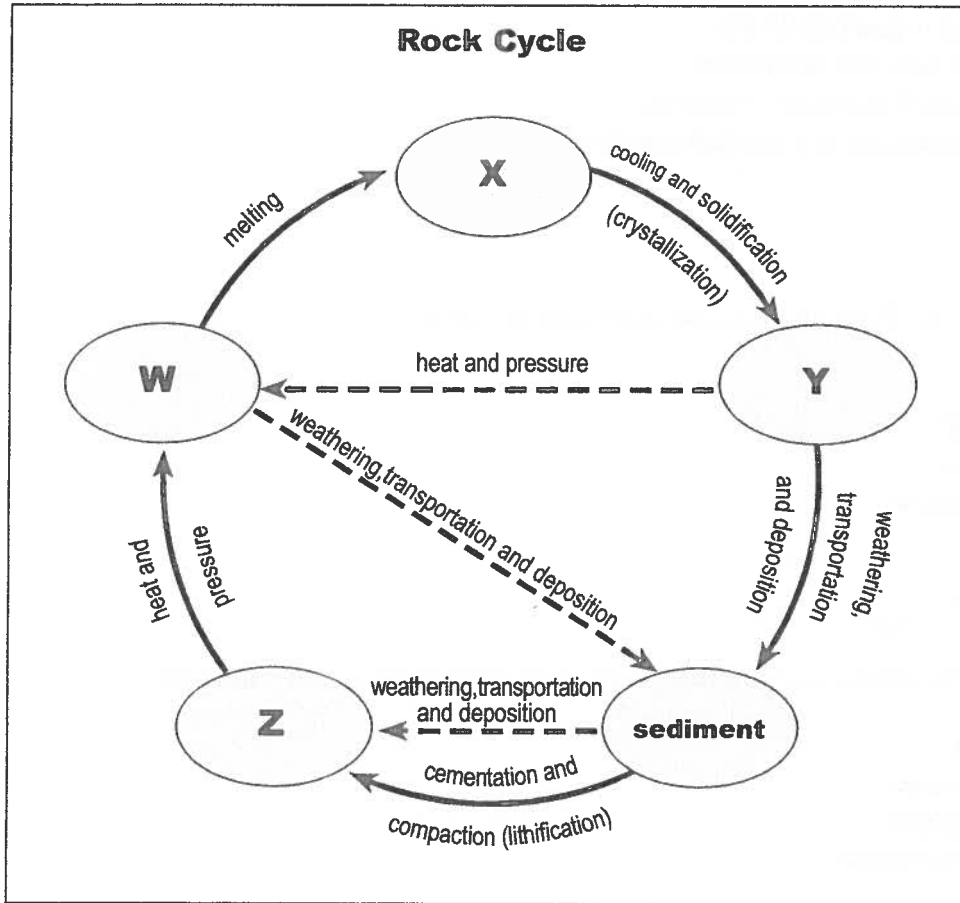 Rock Cycle
X
cooling and solidification
(crystallization)
melting
W
heat and pressure
Y
weathering,transportation and deposition
weathering,
transportation
and deposition
heat and
pressure
Z
weathering,transportation
and deposition
sediment
cementation and
compaction (lithification)